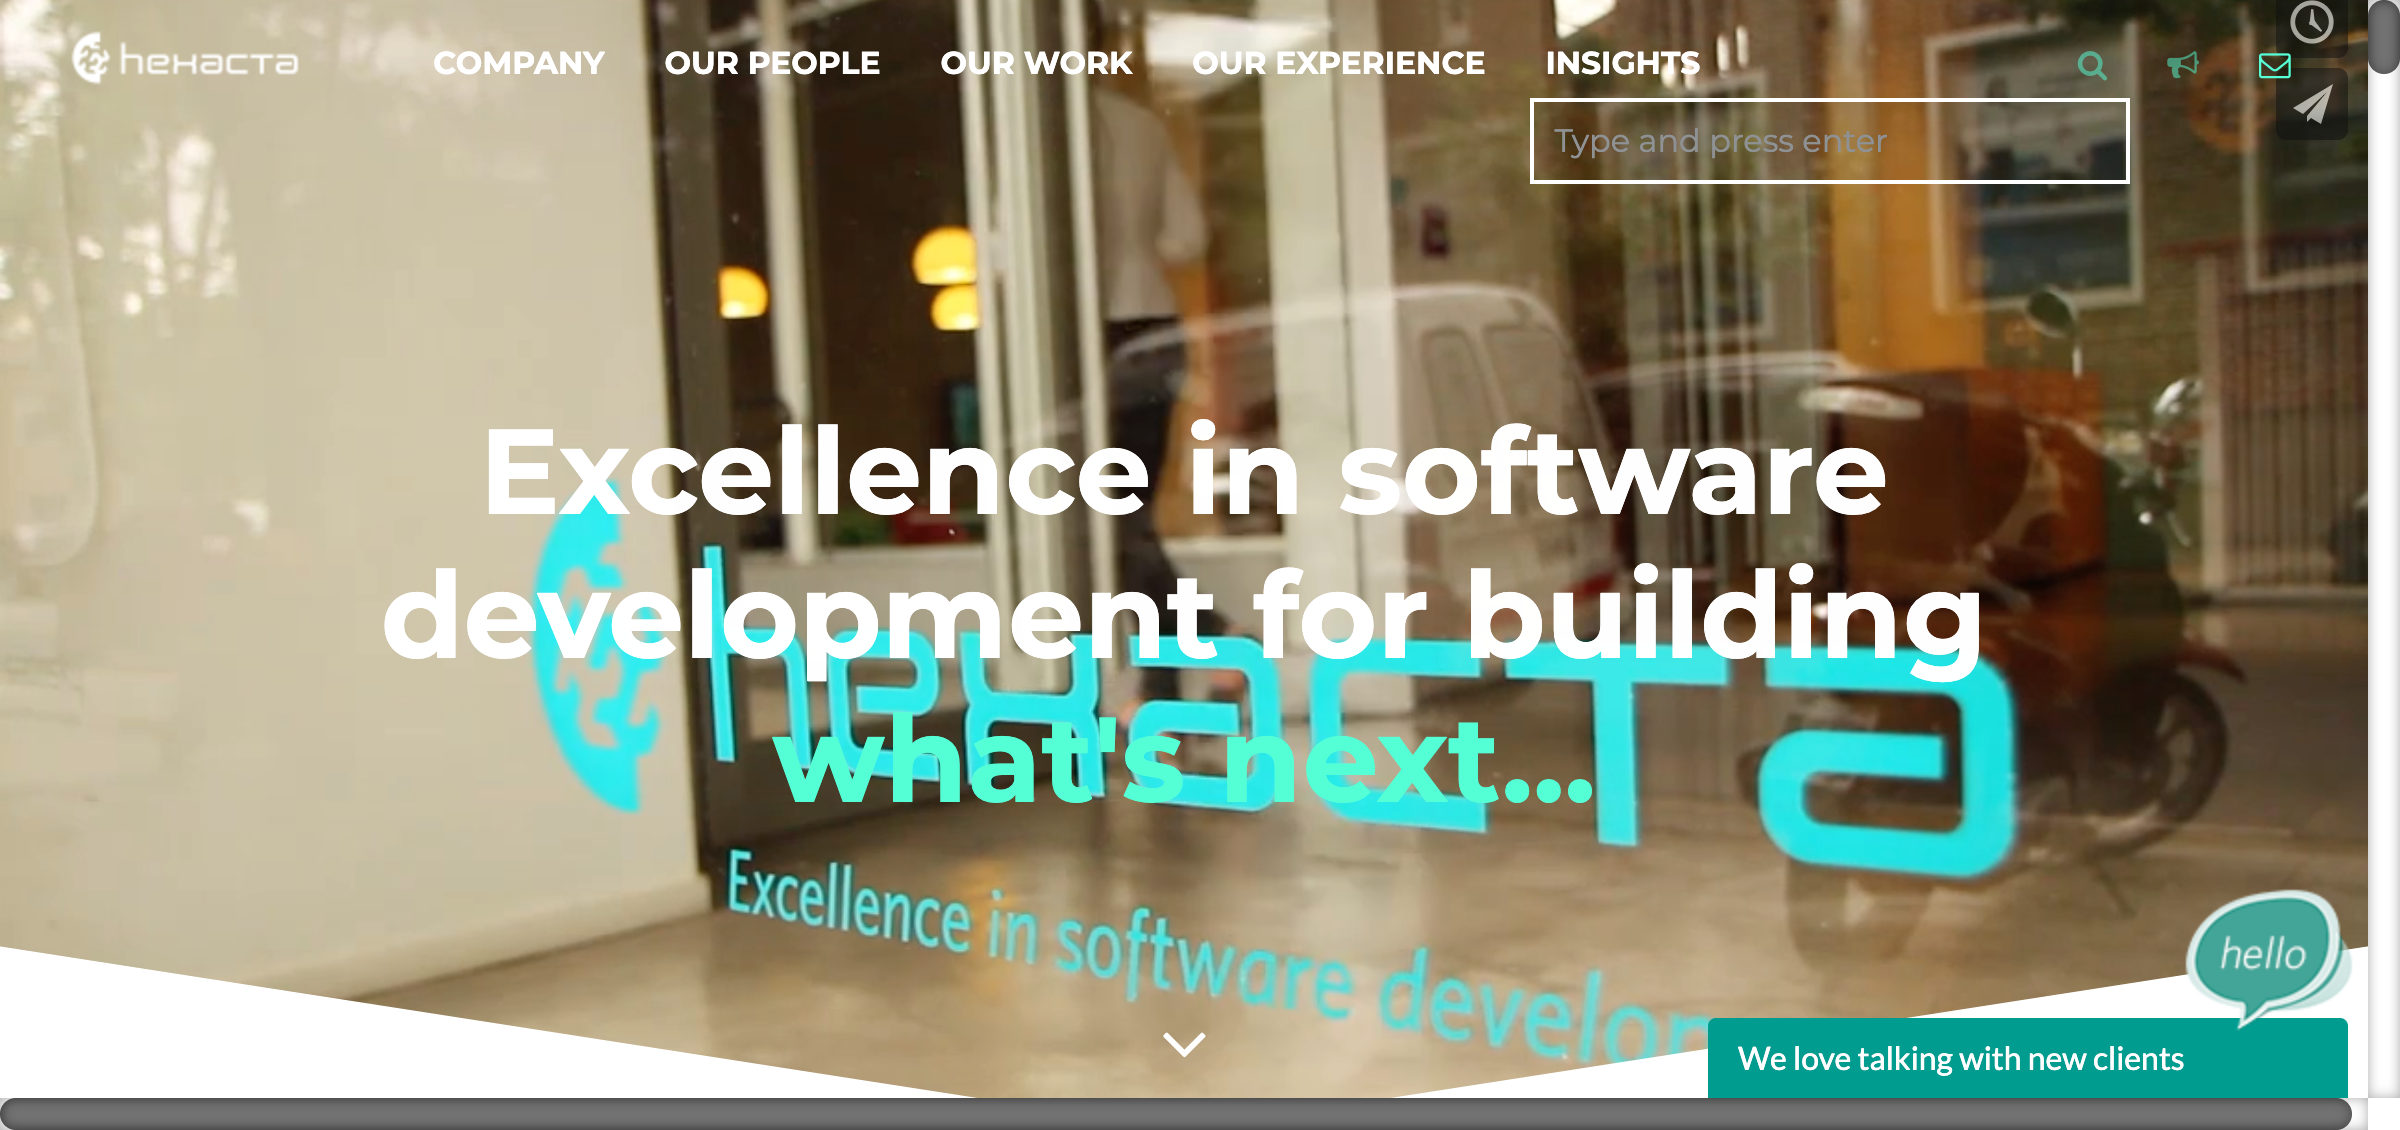 hexacta
COMPANY
OUR PEOPLE
OUR WORK
OUR EXPERIENCE
INSIGHTS
Type and press enter
Excellence in software
development for building
what's next...
hexacta
Excellence in software develop
hello
We love talking with new clients